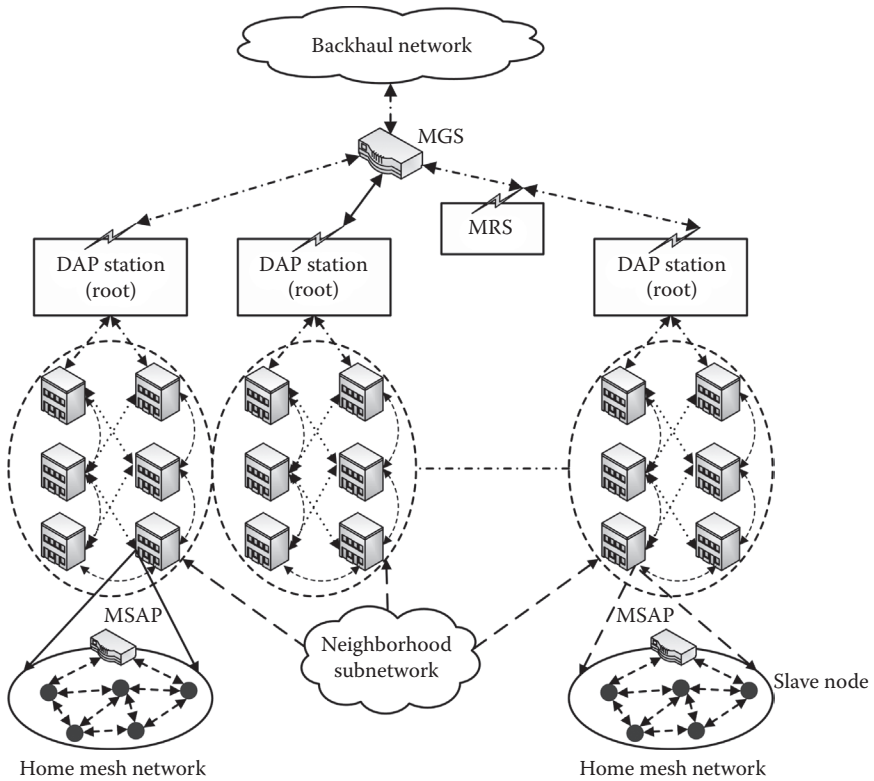 Backhaul network
MGS
MRS
DAP station
(root)
DAP station
(root)
DAP station
(root)
MSAP
Neighborhood
subnetwork
MSAP
Slave node
Home mesh network
Home mesh network